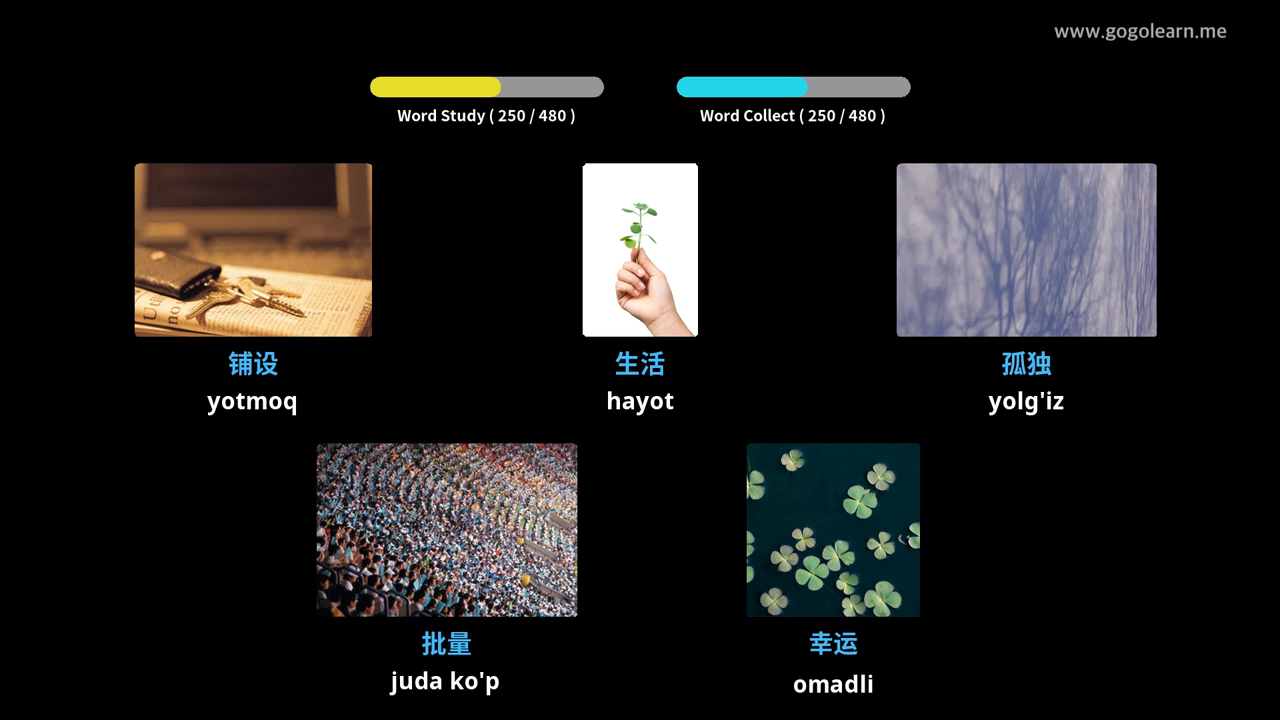 www.gogolearn.me
Word Study ( 250 / 480 )
Word Collect ( 250 / 480 )
铺设
yotmoq
生活
hayot
孤独
yolg'iz
批量
juda ko'p
幸运
omadli